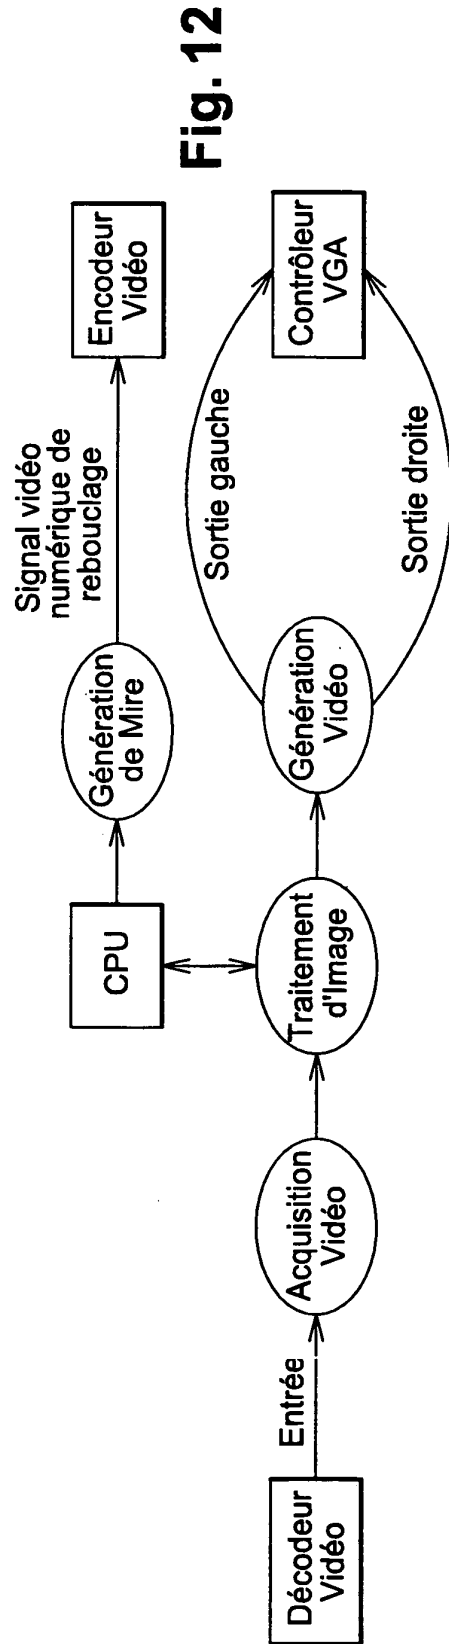 Fig. 12
Signal vidéo
numérique de
rebouclage
Encodeur
Vidéo
Génération
de Mire
CPU
Décodeur
Vidéo
Entrée
Acquisition
Vidéo
Traitement
d'Image
Génération
Vidéo
Sortie gauche
Sortie droite
Contrôleur
VGA